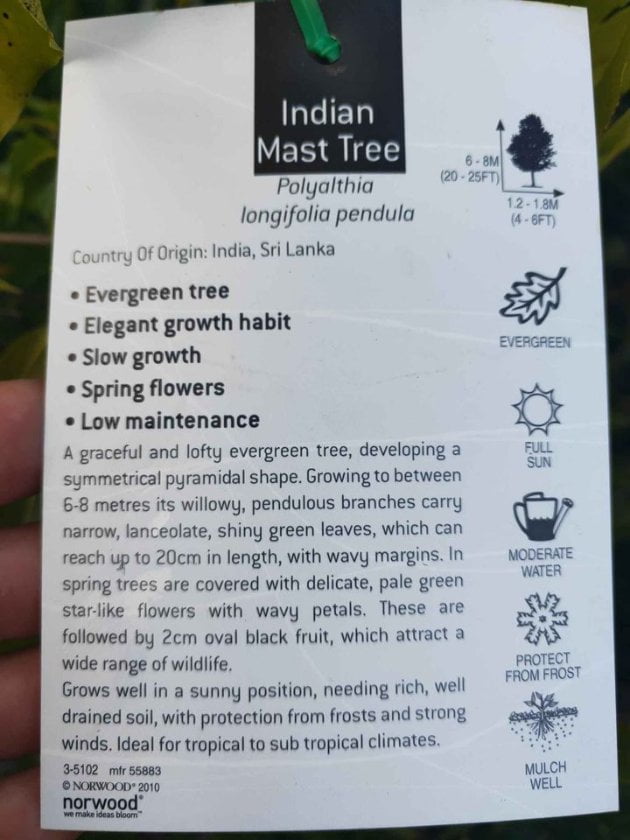 Indian
Mast Tree
Polyalthia
longifolia pendula
6 - 8M
(20 - 25FT)
1.2 - 1.8M
(4 - 6FT)
Country Of Origin: India, Sri Lanka
• Evergreen tree
• Elegant growth habit
• Slow growth
• Spring flowers
• Low maintenance
A graceful and lofty evergreen tree, developing a
symmetrical pyramidal shape. Growing to between
6-8 metres its willowy, pendulous branches carry
narrow, lanceolate, shiny green leaves, which can
reach up to 20cm in length, with wavy margins. In
spring trees are covered with delicate, pale green
star-like flowers with wavy petals. These are
followed by 2cm oval black fruit, which attract a
wide range of wildlife.
Grows well in a sunny position, needing rich, well
drained soil, with protection from frosts and strong
winds. Ideal for tropical to sub tropical climates.
3-5102 mfr 55883
© NORWOOD® 2010
norwood®
we make ideas bloom™
EVERGREEN
FULL
SUN
MODERATE
WATER
PROTECT
FROM FROST
MULCH
WELL